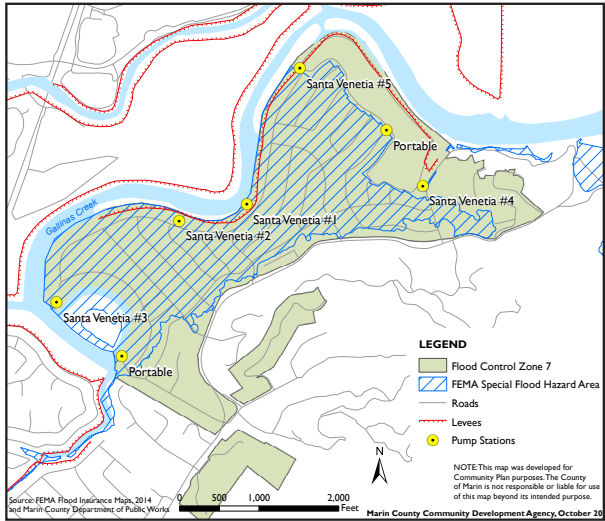 Santa Venetia #5
Portable
Santa Venetia #4
Gallinas Creek
Santa Venetia #1
Santa Venetia #2
Santa Venetia #3
Portable
LEGEND
Flood Control Zone 7
FEMA Special Flood Hazard Area
Roads
Levees
Pump Stations
N
NOTE:This map was developed for
Community Plan purposes. The County
of Marin is not responsible or liable for use
of this map beyond its intended purpose.
Source: FEMA Flood Insurance Maps, 2014
and Marin County Department of Public Works
0 500 1,000 2,000
Feet
Marin County Community Development Agency, October 20